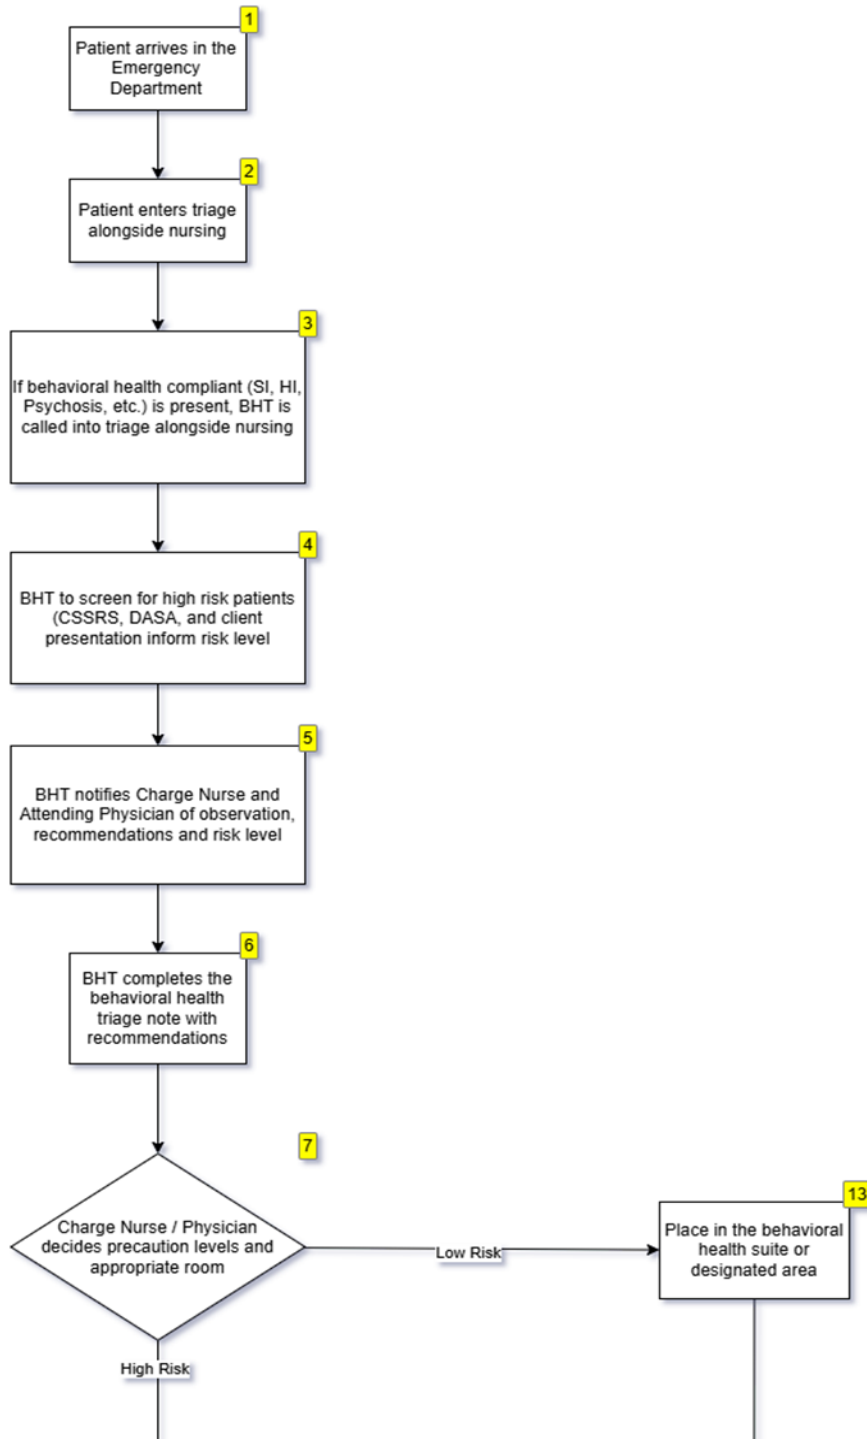 1
Patient arrives in the
Emergency
Department
2
Patient enters triage
alongside nursing
3
If behavioral health compliant (SI, HI,
Psychosis, etc.) is present, BHT is
called into triage alongside nursing
4
BHT to screen for high risk patients
(CSSRS, DASA, and client
presentation inform risk level
5
BHT notifies Charge Nurse and
Attending Physician of observation,
recommendations and risk level
6
BHT completes the
behavioral health
triage note with
recommendations
7
Charge Nurse / Physician
decides precaution levels and
appropriate room
Low Risk
13
Place in the behavioral
health suite or
designated area
High Risk